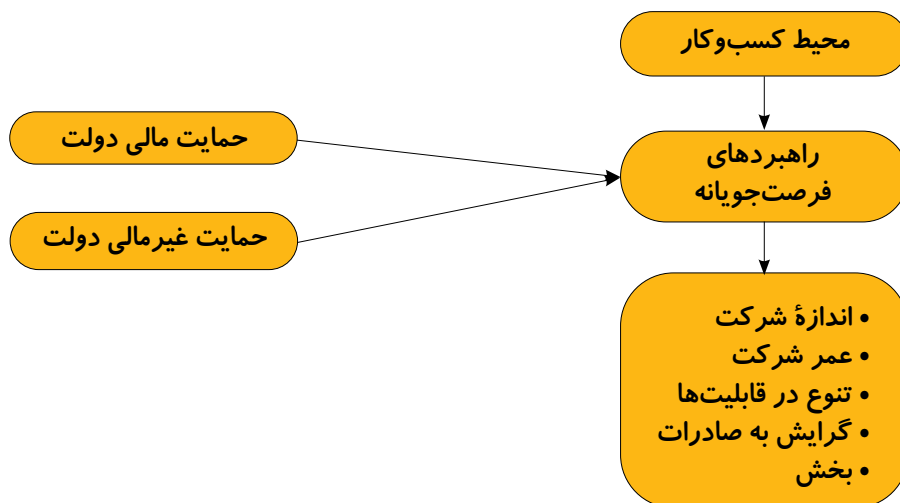 محیط کسب‌وکار
حمایت مالی دولت
راهبردهای
فرصت‌جویانه
حمایت غیرمالی دولت
• اندازهٔ شرکت
• عمر شرکت
• تنوع در قابلیت‌ها
• گرایش به صادرات
• بخش